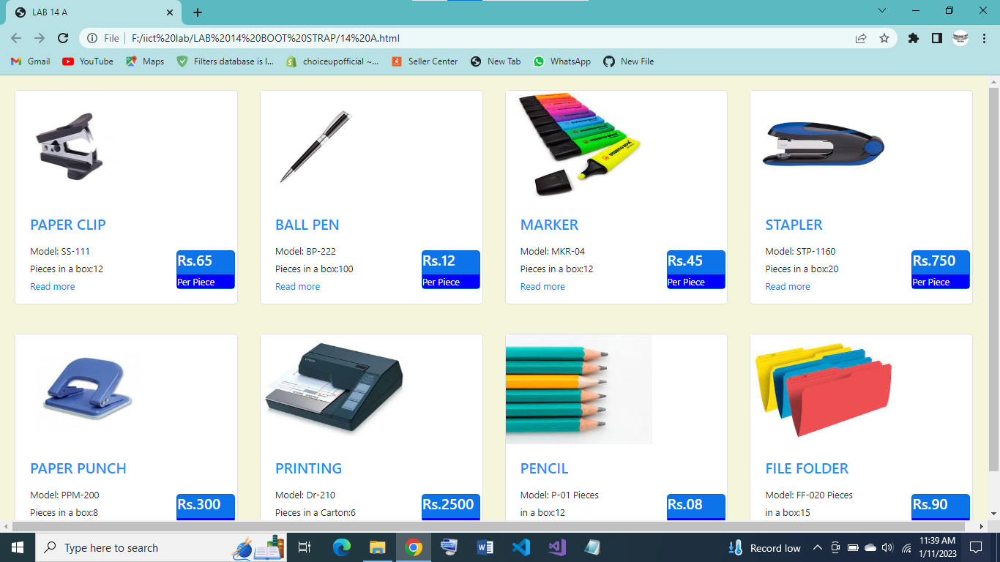 LAB 14 A
File
F:/iict%20lab/LAB%2014%20BOOT%20STRAP/14%20A.html
Gmail
YouTube
Maps
Filters database is l...
choiceupofficial ~...
Seller Center
New Tab
WhatsApp
New File
PAPER CLIP
Model: SS-111
Pieces in a box:12
Read more
Rs.65
Per Piece
BALL PEN
Model: BP-222
Pieces in a box:100
Read more
Rs.12
Per Piece
MARKER
Model: MKR-04
Pieces in a box:12
Read more
Rs.45
Per Piece
STAPLER
Model: STP-1160
Pieces in a box:20
Read more
Rs.750
Per Piece
PAPER PUNCH
Model: PPM-200
Pieces in a box:8
Rs.300
EPSON
PRINTING
Model: Dr-210
Pieces in a Carton:6
Rs.2500
PENCIL
Model: P-01 Pieces
in a box:12
Rs.08
FILE FOLDER
Model: FF-020 Pieces
in a box:15
Rs.90
Type here to search
Record low
11:39 AM
1/11/2023